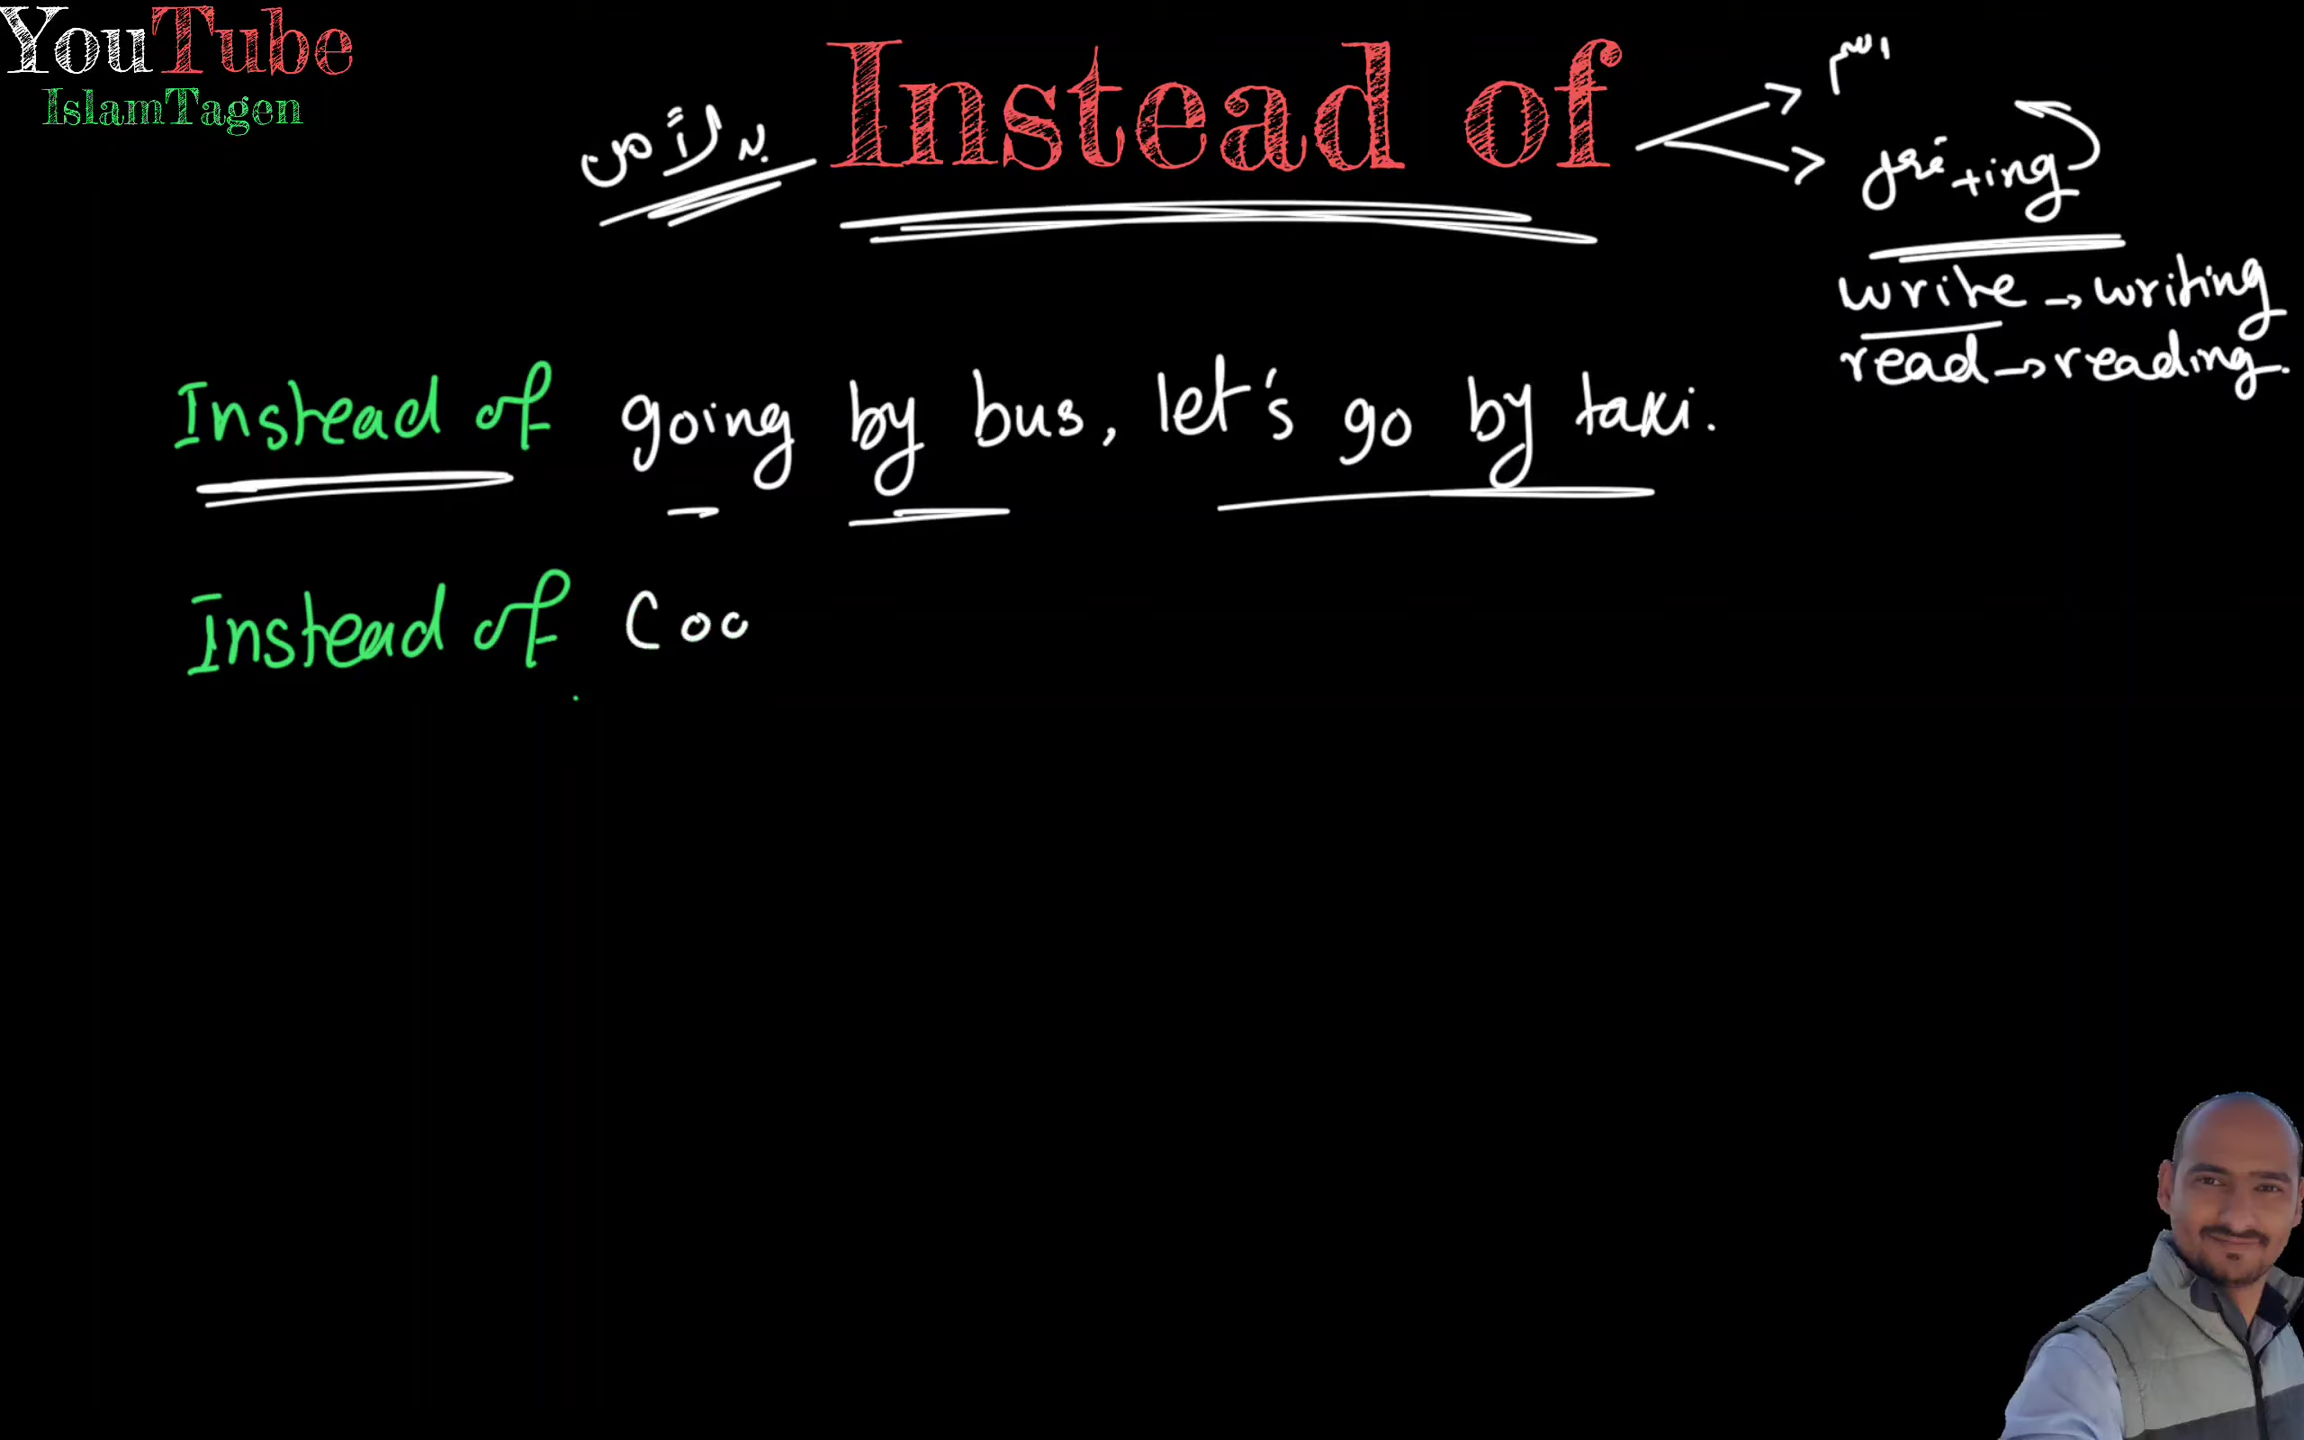 YouTube
IslamTagen
Instead of
بدلاً من
اسم
فعل + ing
write → writing
read → reading.
Instead of going by bus, let's go by taxi.
Instead of Coo